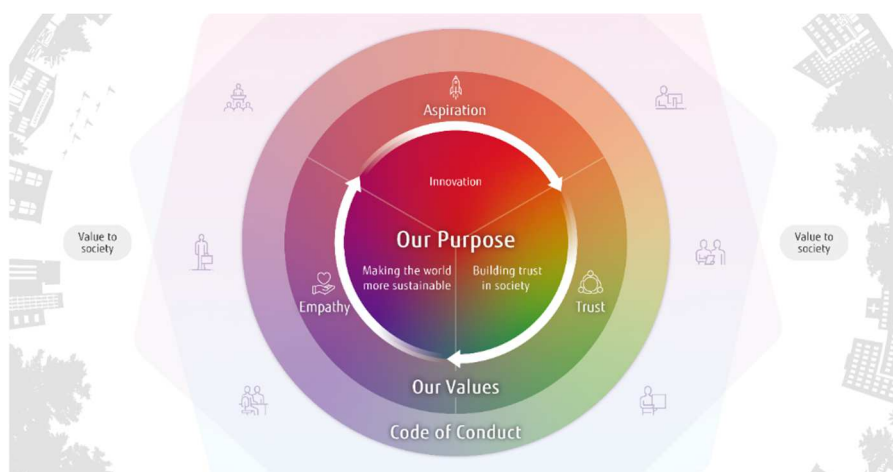 Aspiration
Innovation
Value to
society
Our Purpose
Value to
society
Making the world
more sustainable
Building trust
in society
Empathy
Trust
Our Values
Code of Conduct